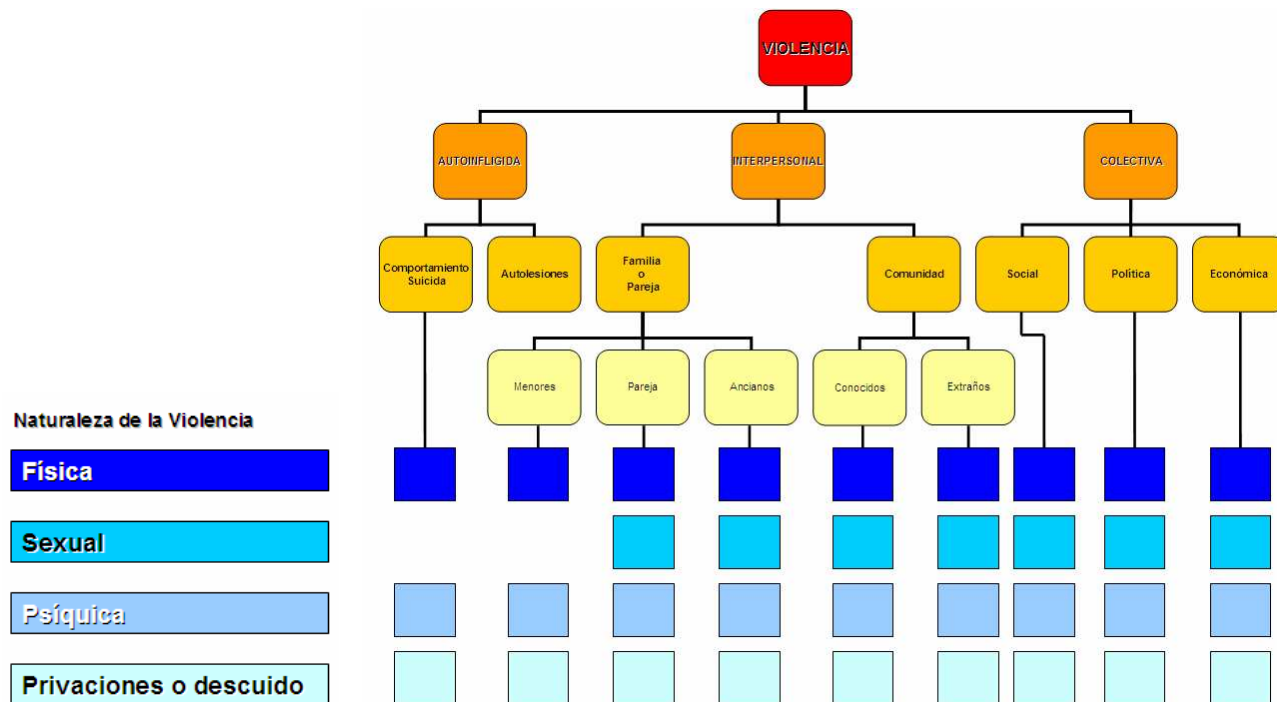 VIOLENCIA
AUTOINFLIGIDA
INTERPERSONAL
COLECTIVA
Comportamiento
Suicida
Autolesiones
Familia
o
Pareja
Comunidad
Social
Política
Económica
Menores
Pareja
Ancianos
Conocidos
Extraños
Naturaleza de la Violencia
Física
Sexual
Psíquica
Privaciones o descuido